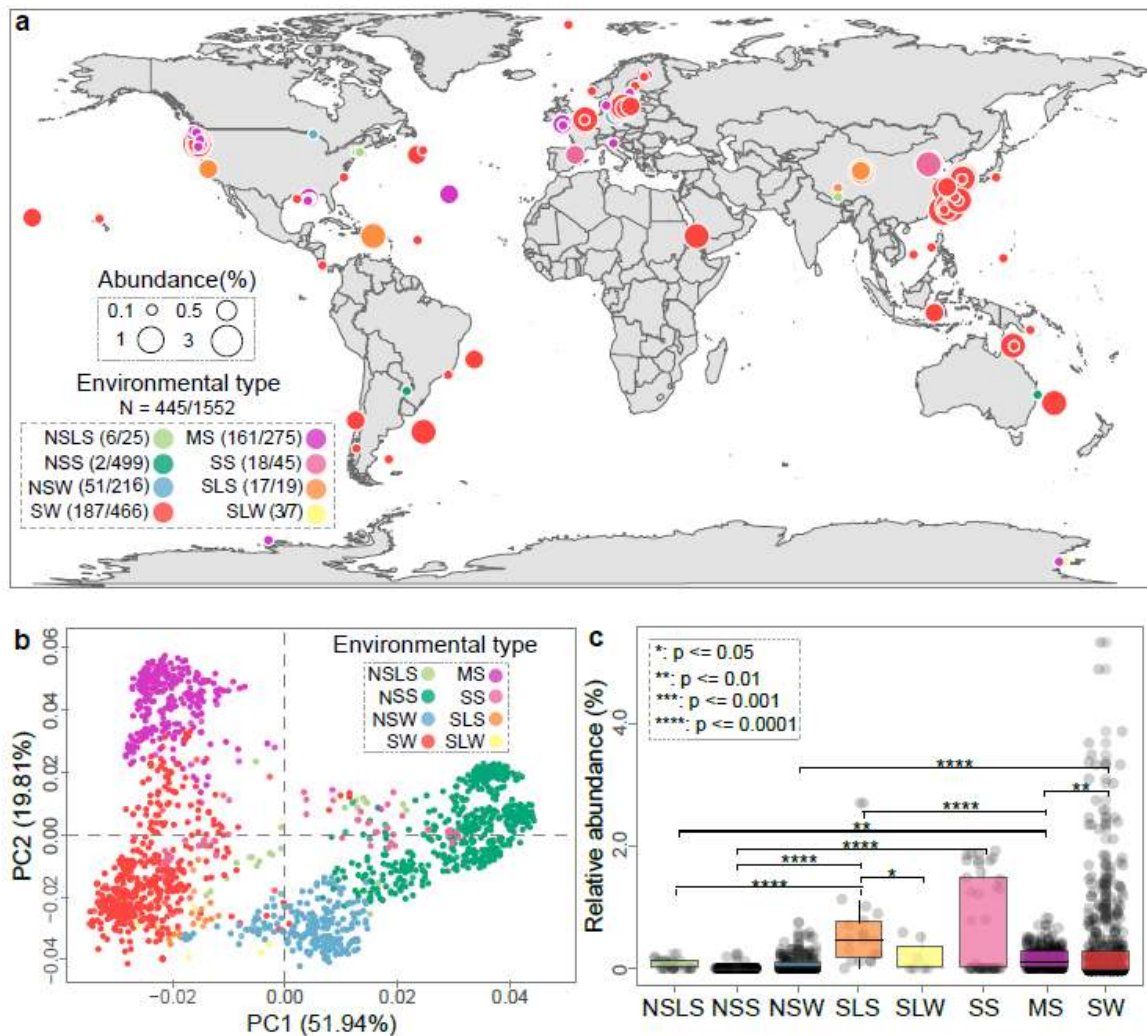 a
Abundance(%)
0.1 0.5
1 3
Environmental type
N = 445/1552
NSLS (6/25) MS (161/275)
NSS (2/499) SS (18/45)
NSW (51/216) SLS (17/19)
SW (187/466) SLW (3/7)
b
Environmental type
NSLS MS
NSS SS
NSW SLS
SW SLW
PC2 (19.81%)
0.06
0.04
0.02
0.00
−0.02
−0.04
−0.02 0.00 0.02 0.04
PC1 (51.94%)
c
*: p <= 0.05
**: p <= 0.01
***: p <= 0.001
****: p <= 0.0001
Relative abundance (%)
4.0
2.0
0
****
**
****
**
****
****
*
****
NSLS NSS NSW SLS SLW SS MS SW